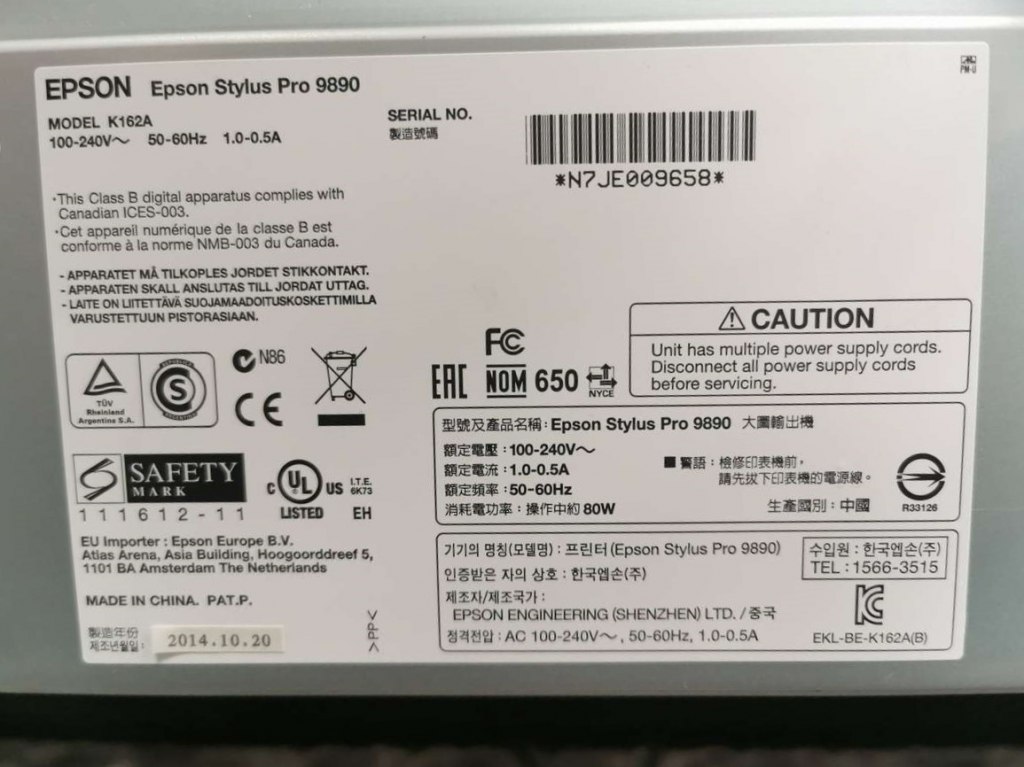 EPSON Epson Stylus Pro 9890
MODEL K162A
100-240V～ 50-60Hz 1.0-0.5A
SERIAL NO.
製造號碼
*N7JE009658*
PM-U
·This Class B digital apparatus complies with
Canadian ICES-003.
·Cet appareil numérique de la classe B est
conforme à la norme NMB-003 du Canada.
- APPARATET MÅ TILKOPLES JORDET STIKKONTAKT.
- APPARATEN SKALL ANSLUTAS TILL JORDAT UTTAG.
- LAITE ON LIITETTÄVÄ SUOJAMAADOITUSKOSKETTIMILLA
VARUSTETTUUN PISTORASIAAN.
TÜV
Rheinland
Argentina S.A.
S
N86
CE
FC
EAC
NOM 650
NYCE
⚠ CAUTION
Unit has multiple power supply cords.
Disconnect all power supply cords
before servicing.
SAFETY
MARK
111612-11
C UL US
LISTED
I.T.E.
6K73
EH
EU Importer : Epson Europe B.V.
Atlas Arena, Asia Building, Hoogoorddreef 5,
1101 BA Amsterdam The Netherlands
MADE IN CHINA. PAT.P.
製造年份
제조년월일:
2014.10.20
>PP<
型號及產品名稱: Epson Stylus Pro 9890 大圖輸出機
額定電壓 : 100-240V～
額定電流 : 1.0-0.5A
額定頻率 : 50-60Hz
消耗電功率 : 操作中約 80W
■ 警語 : 檢修印表機前,
請先拔下印表機的電源線。
生產國別 : 中國
R33126
기기의 명칭(모델명) : 프린터 (Epson Stylus Pro 9890)
인증받은 자의 상호 : 한국엡손(주)
제조자/제조국가 :
EPSON ENGINEERING (SHENZHEN) LTD. / 중국
정격전압 : AC 100-240V～, 50-60Hz, 1.0-0.5A
수입원 : 한국엡손(주)
TEL : 1566-3515
EKL-BE-K162A(B)